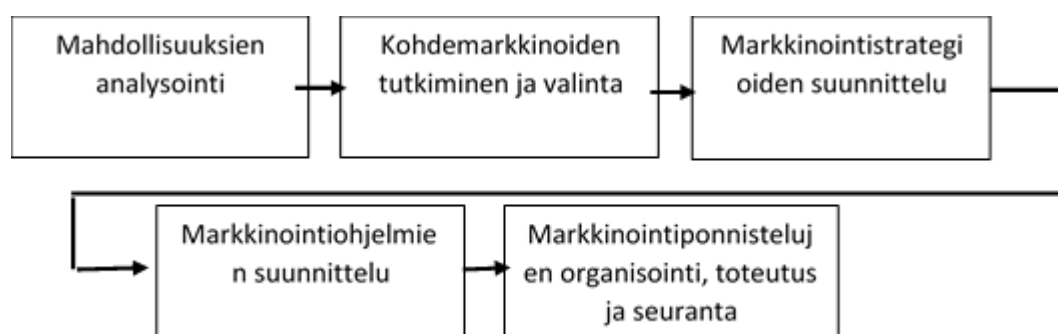 Mahdollisuuksien
analysointi
Kohdemarkkinoiden
tutkiminen ja valinta
Markkinointistrategi
oiden suunnittelu
Markkinointiohjelmie
n suunnittelu
Markkinointiponnisteluj
en organisointi, toteutus
ja seuranta